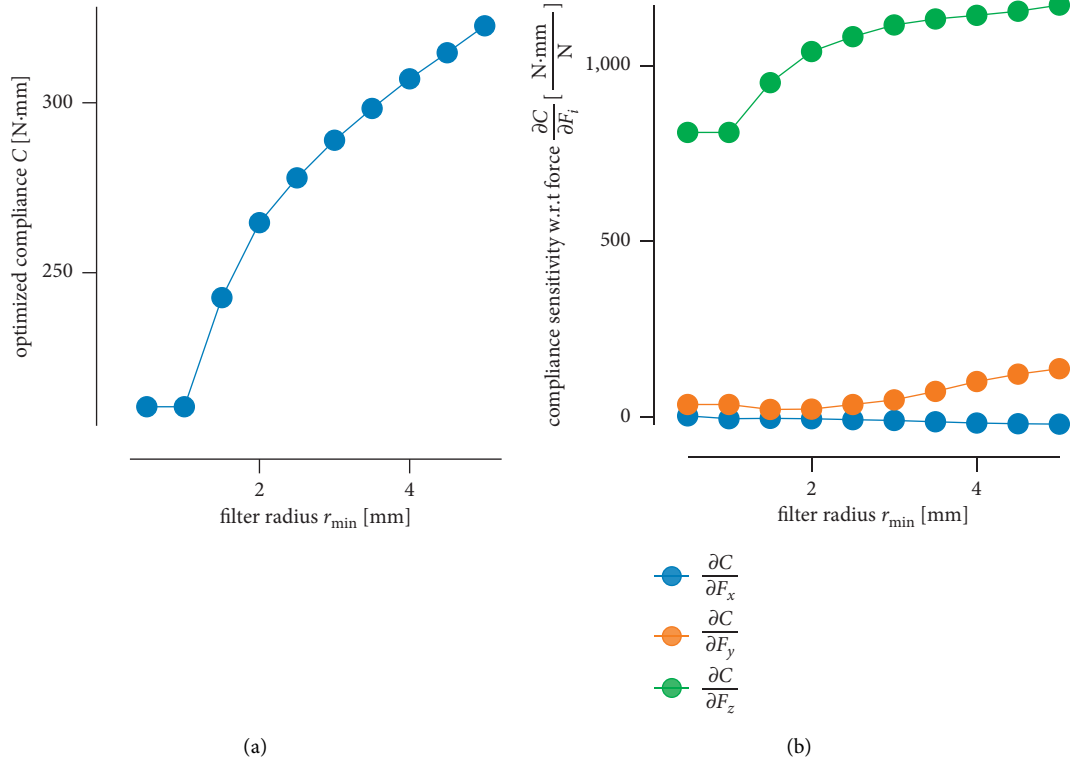 optimized compliance C [N·mm]
300
250
2
4
filter radius r_min [mm]
(a)
compliance sensitivity w.r.t force ∂C/∂F_i [N·mm/N]
1,000
500
0
2
4
filter radius r_min [mm]
∂C/∂F_x
∂C/∂F_y
∂C/∂F_z
(b)